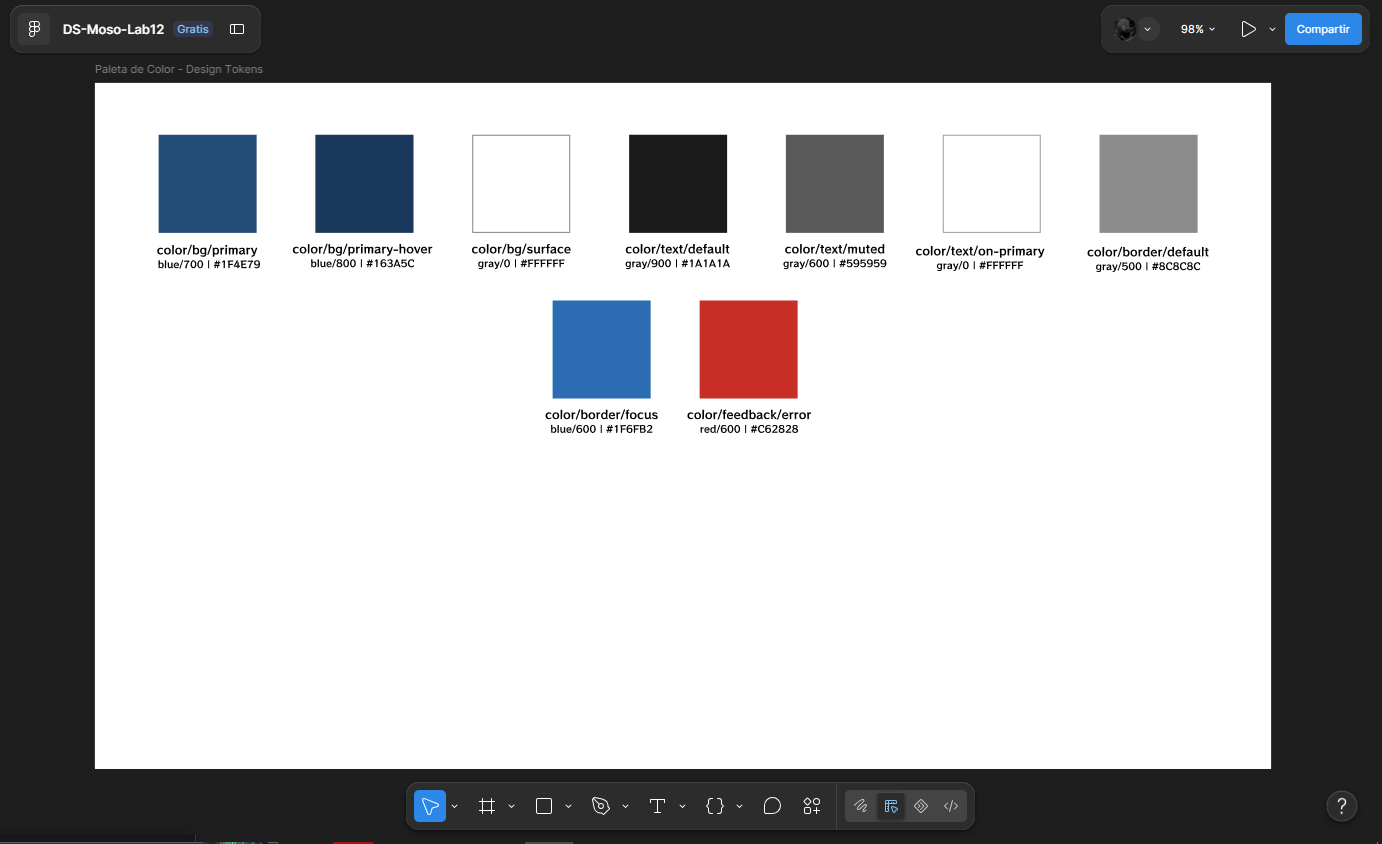 DS-Moso-Lab12 Gratis
98%
Compartir
Paleta de Color - Design Tokens
color/bg/primary
blue/700 | #1F4E79
color/bg/primary-hover
blue/800 | #163A5C
color/bg/surface
gray/0 | #FFFFFF
color/text/default
gray/900 | #1A1A1A
color/text/muted
gray/600 | #595959
color/text/on-primary
gray/0 | #FFFFFF
color/border/default
gray/500 | #8C8C8C
color/border/focus
blue/600 | #1F6FB2
color/feedback/error
red/600 | #C62828